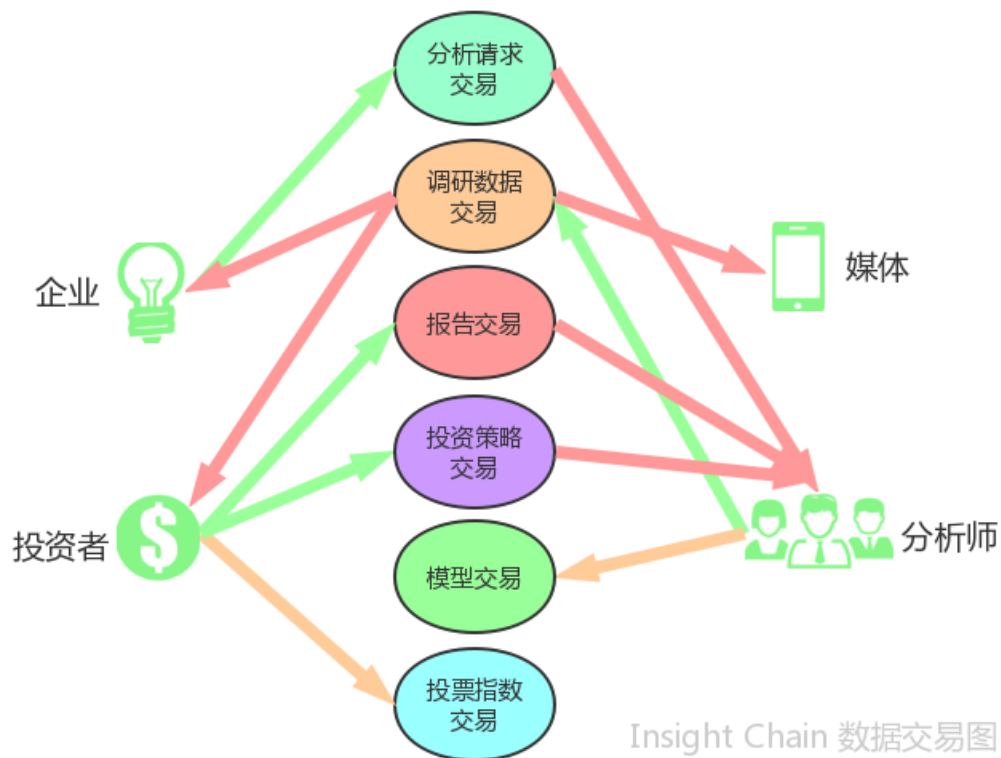 分析请求
交易
调研数据
交易
企业
媒体
报告交易
投资策略
交易
投资者
分析师
模型交易
投票指数
交易
Insight Chain 数据交易图